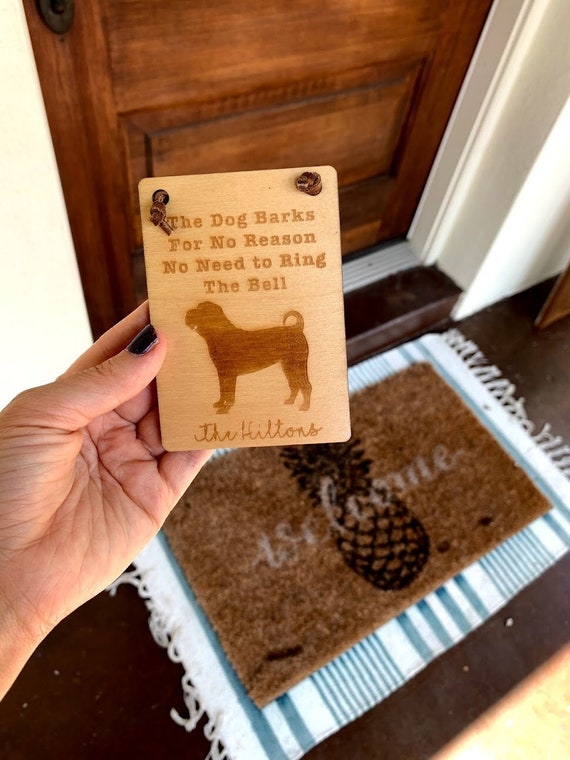 The Dog Barks
For No Reason
No Need to Ring
The Bell
the Hiltons
welcome